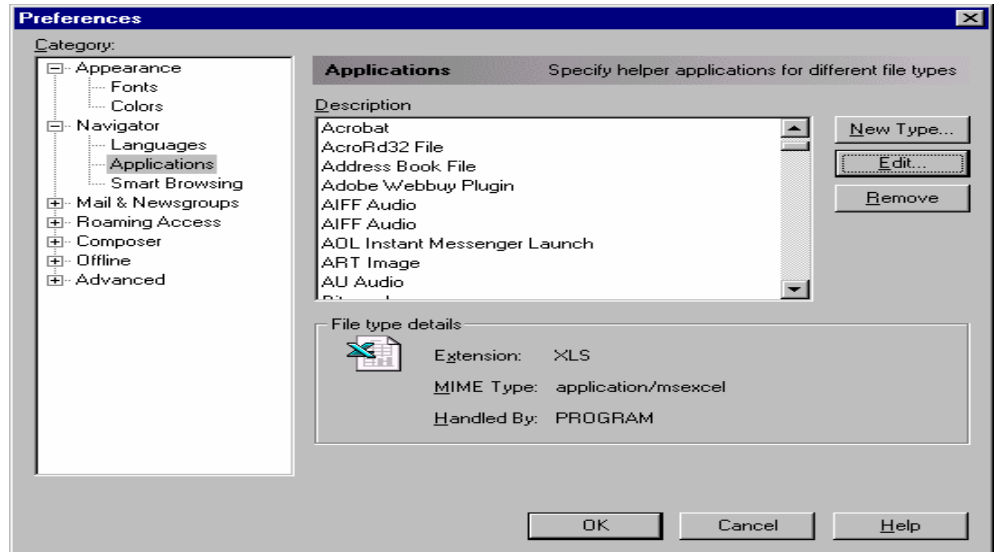 Preferences
Category:
Appearance
Fonts
Colors
Navigator
Languages
Applications
Smart Browsing
Mail & Newsgroups
Roaming Access
Composer
Offline
Advanced
Applications Specify helper applications for different file types
Description
Acrobat
AcroRd32 File
Address Book File
Adobe Webbuy Plugin
AIFF Audio
AIFF Audio
AOL Instant Messenger Launch
ART Image
AU Audio
New Type...
Edit...
Remove
File type details
Extension: XLS
MIME Type: application/msexcel
Handled By: PROGRAM
OK Cancel Help